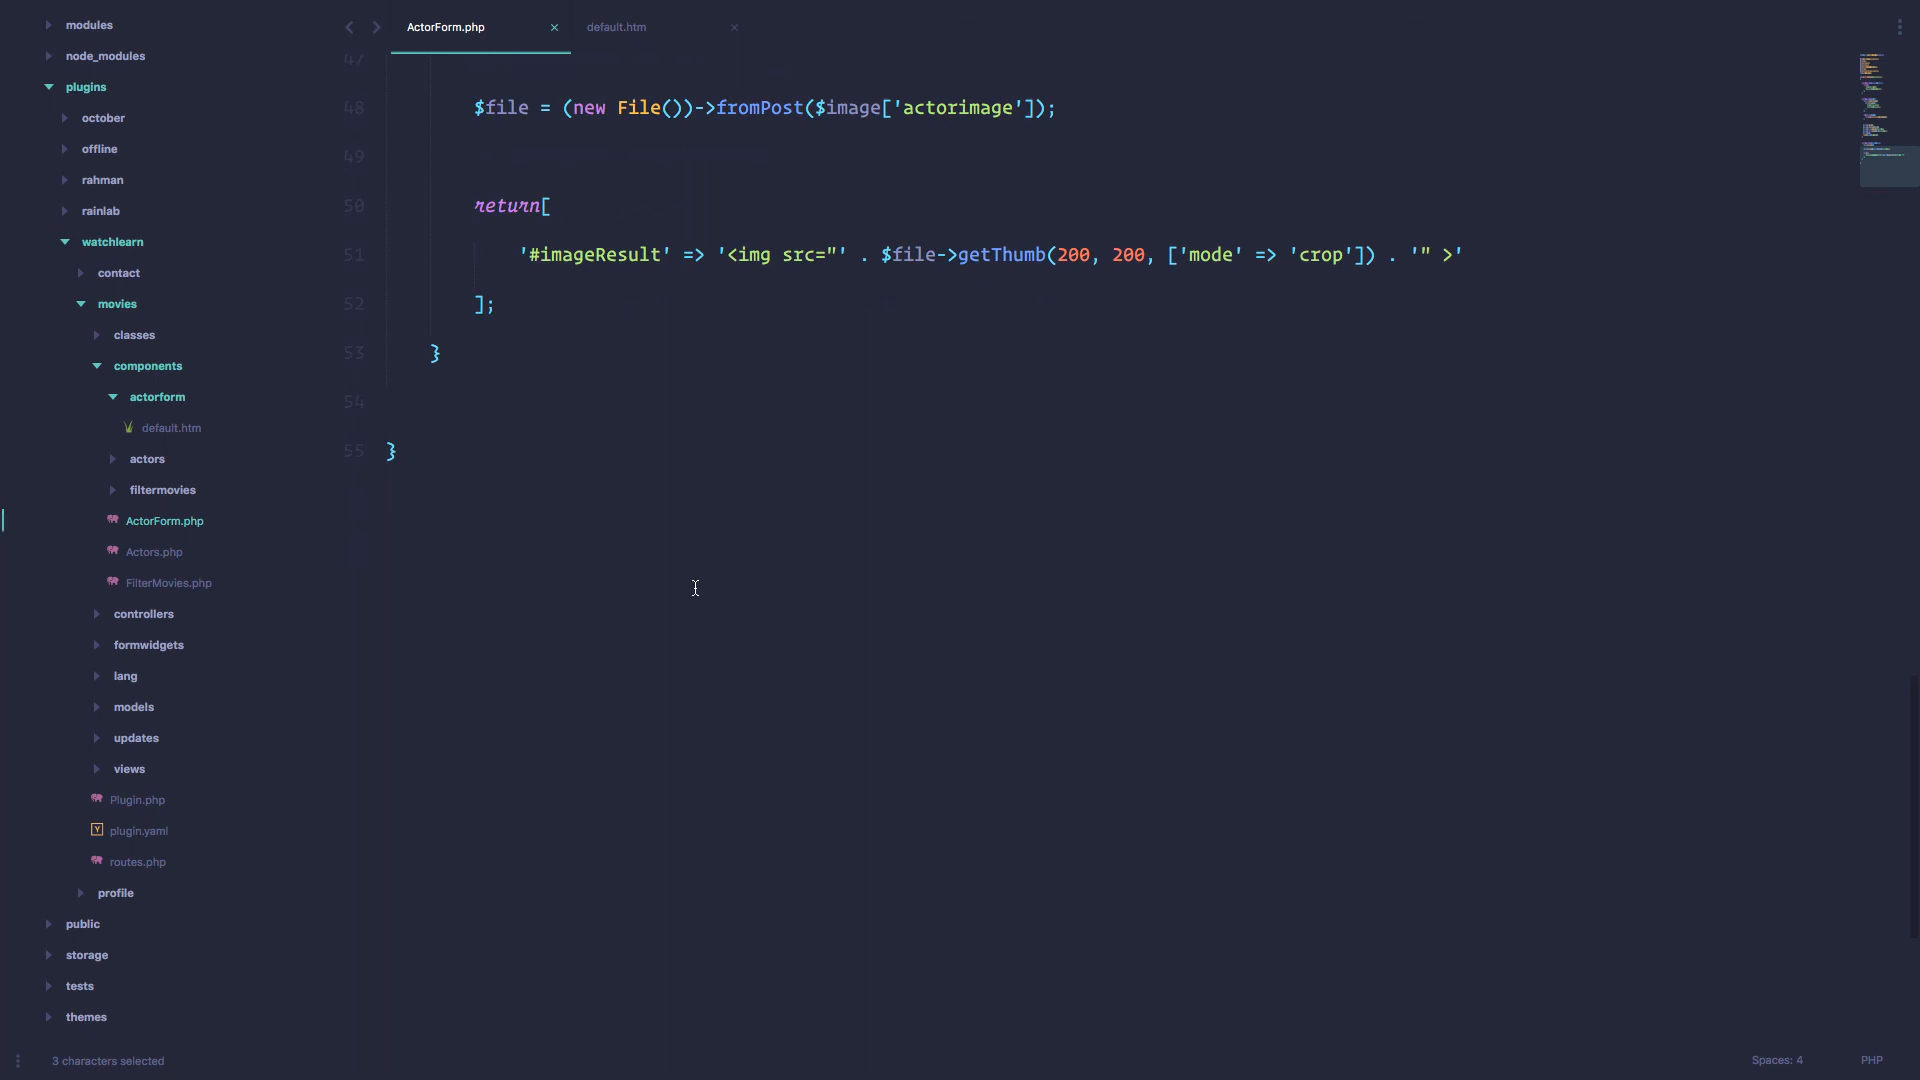 modules
node_modules
plugins
october
offline
rahman
rainlab
watchlearn
contact
movies
classes
components
actorform
default.htm
actors
filtermovies
ActorForm.php
Actors.php
FilterMovies.php
controllers
formwidgets
lang
models
updates
views
Plugin.php
Y plugin.yaml
routes.php
profile
public
storage
tests
themes
3 characters selected
ActorForm.php × default.htm ×
47
48 $file = (new File())->fromPost($image['actorimage']);
49
50 return[
51 '#imageResult' => '<img src="' . $file->getThumb(200, 200, ['mode' => 'crop']) . '" >'
52 ];
53 }
54
55 }
Spaces: 4 PHP